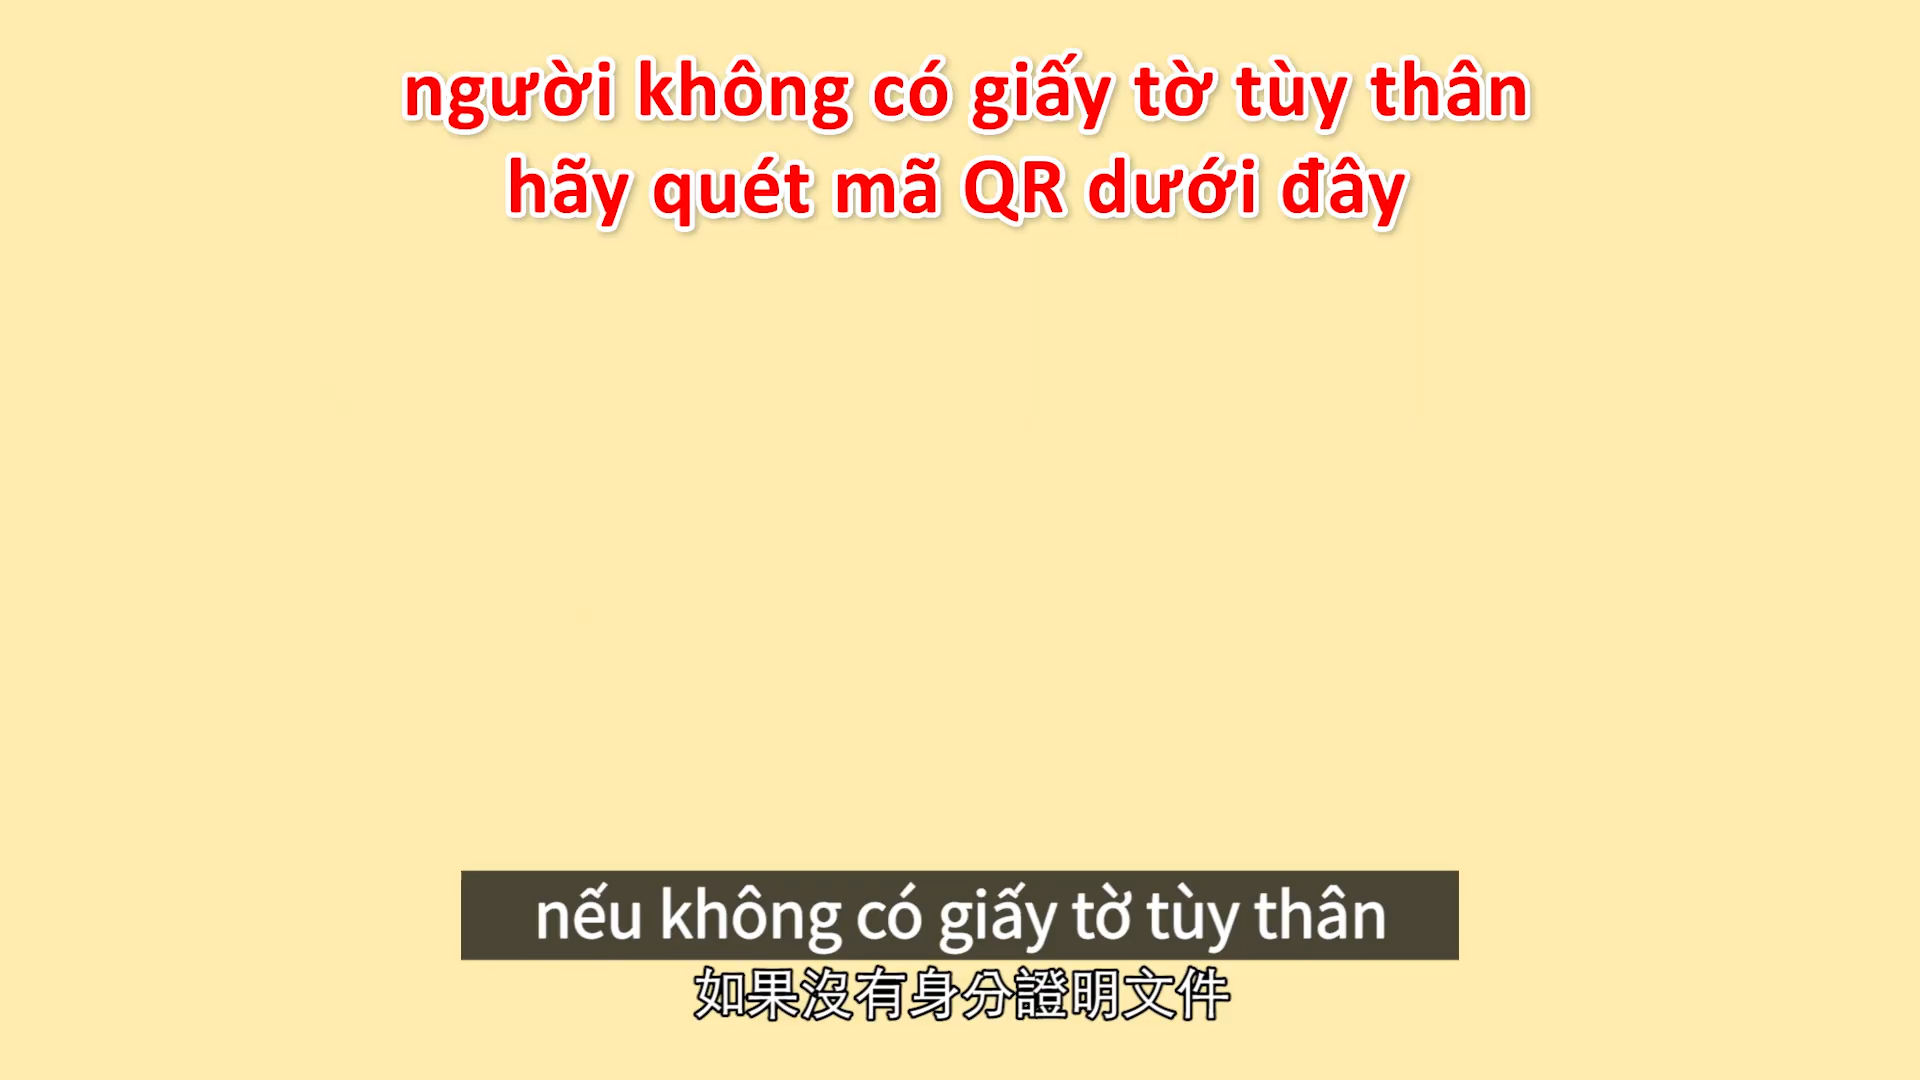 người không có giấy tờ tùy thân
hãy quét mã QR dưới đây
nếu không có giấy tờ tùy thân
如果沒有身分證明文件